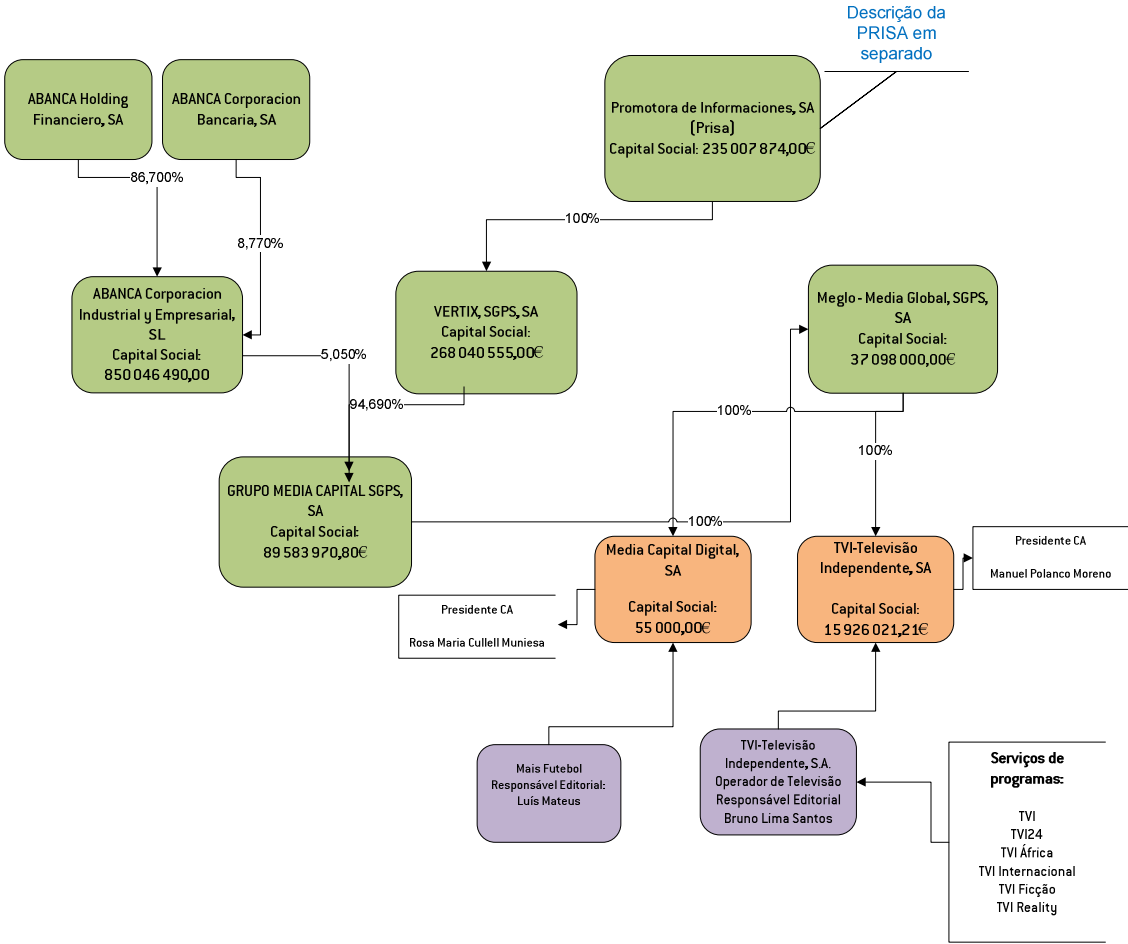 Descrição da
PRISA em
separado
ABANCA Holding
Financiero, SA
ABANCA Corporacion
Bancaria, SA
Promotora de Informaciones, SA
(Prisa)
Capital Social: 235 007 874,00€
86,700%
8,770%
100%
ABANCA Corporacion
Industrial y Empresarial,
SL
Capital Social:
850 046 490,00
VERTIX, SGPS, SA
Capital Social:
268 040 555,00€
Meglo - Media Global, SGPS,
SA
Capital Social:
37 098 000,00€
5,050%
94,690%
100%
100%
GRUPO MEDIA CAPITAL SGPS,
SA
Capital Social:
89 583 970,80€
100%
Media Capital Digital,
SA
Capital Social:
55 000,00€
TVI-Televisão
Independente, SA
Capital Social:
15 926 021,21€
Presidente CA
Manuel Polanco Moreno
Presidente CA
Rosa Maria Cullell Muniesa
Mais Futebol
Responsável Editorial:
Luís Mateus
TVI-Televisão
Independente, S.A.
Operador de Televisão
Responsável Editorial
Bruno Lima Santos
Serviços de
programas:
TVI
TVI24
TVI África
TVI Internacional
TVI Ficção
TVI Reality